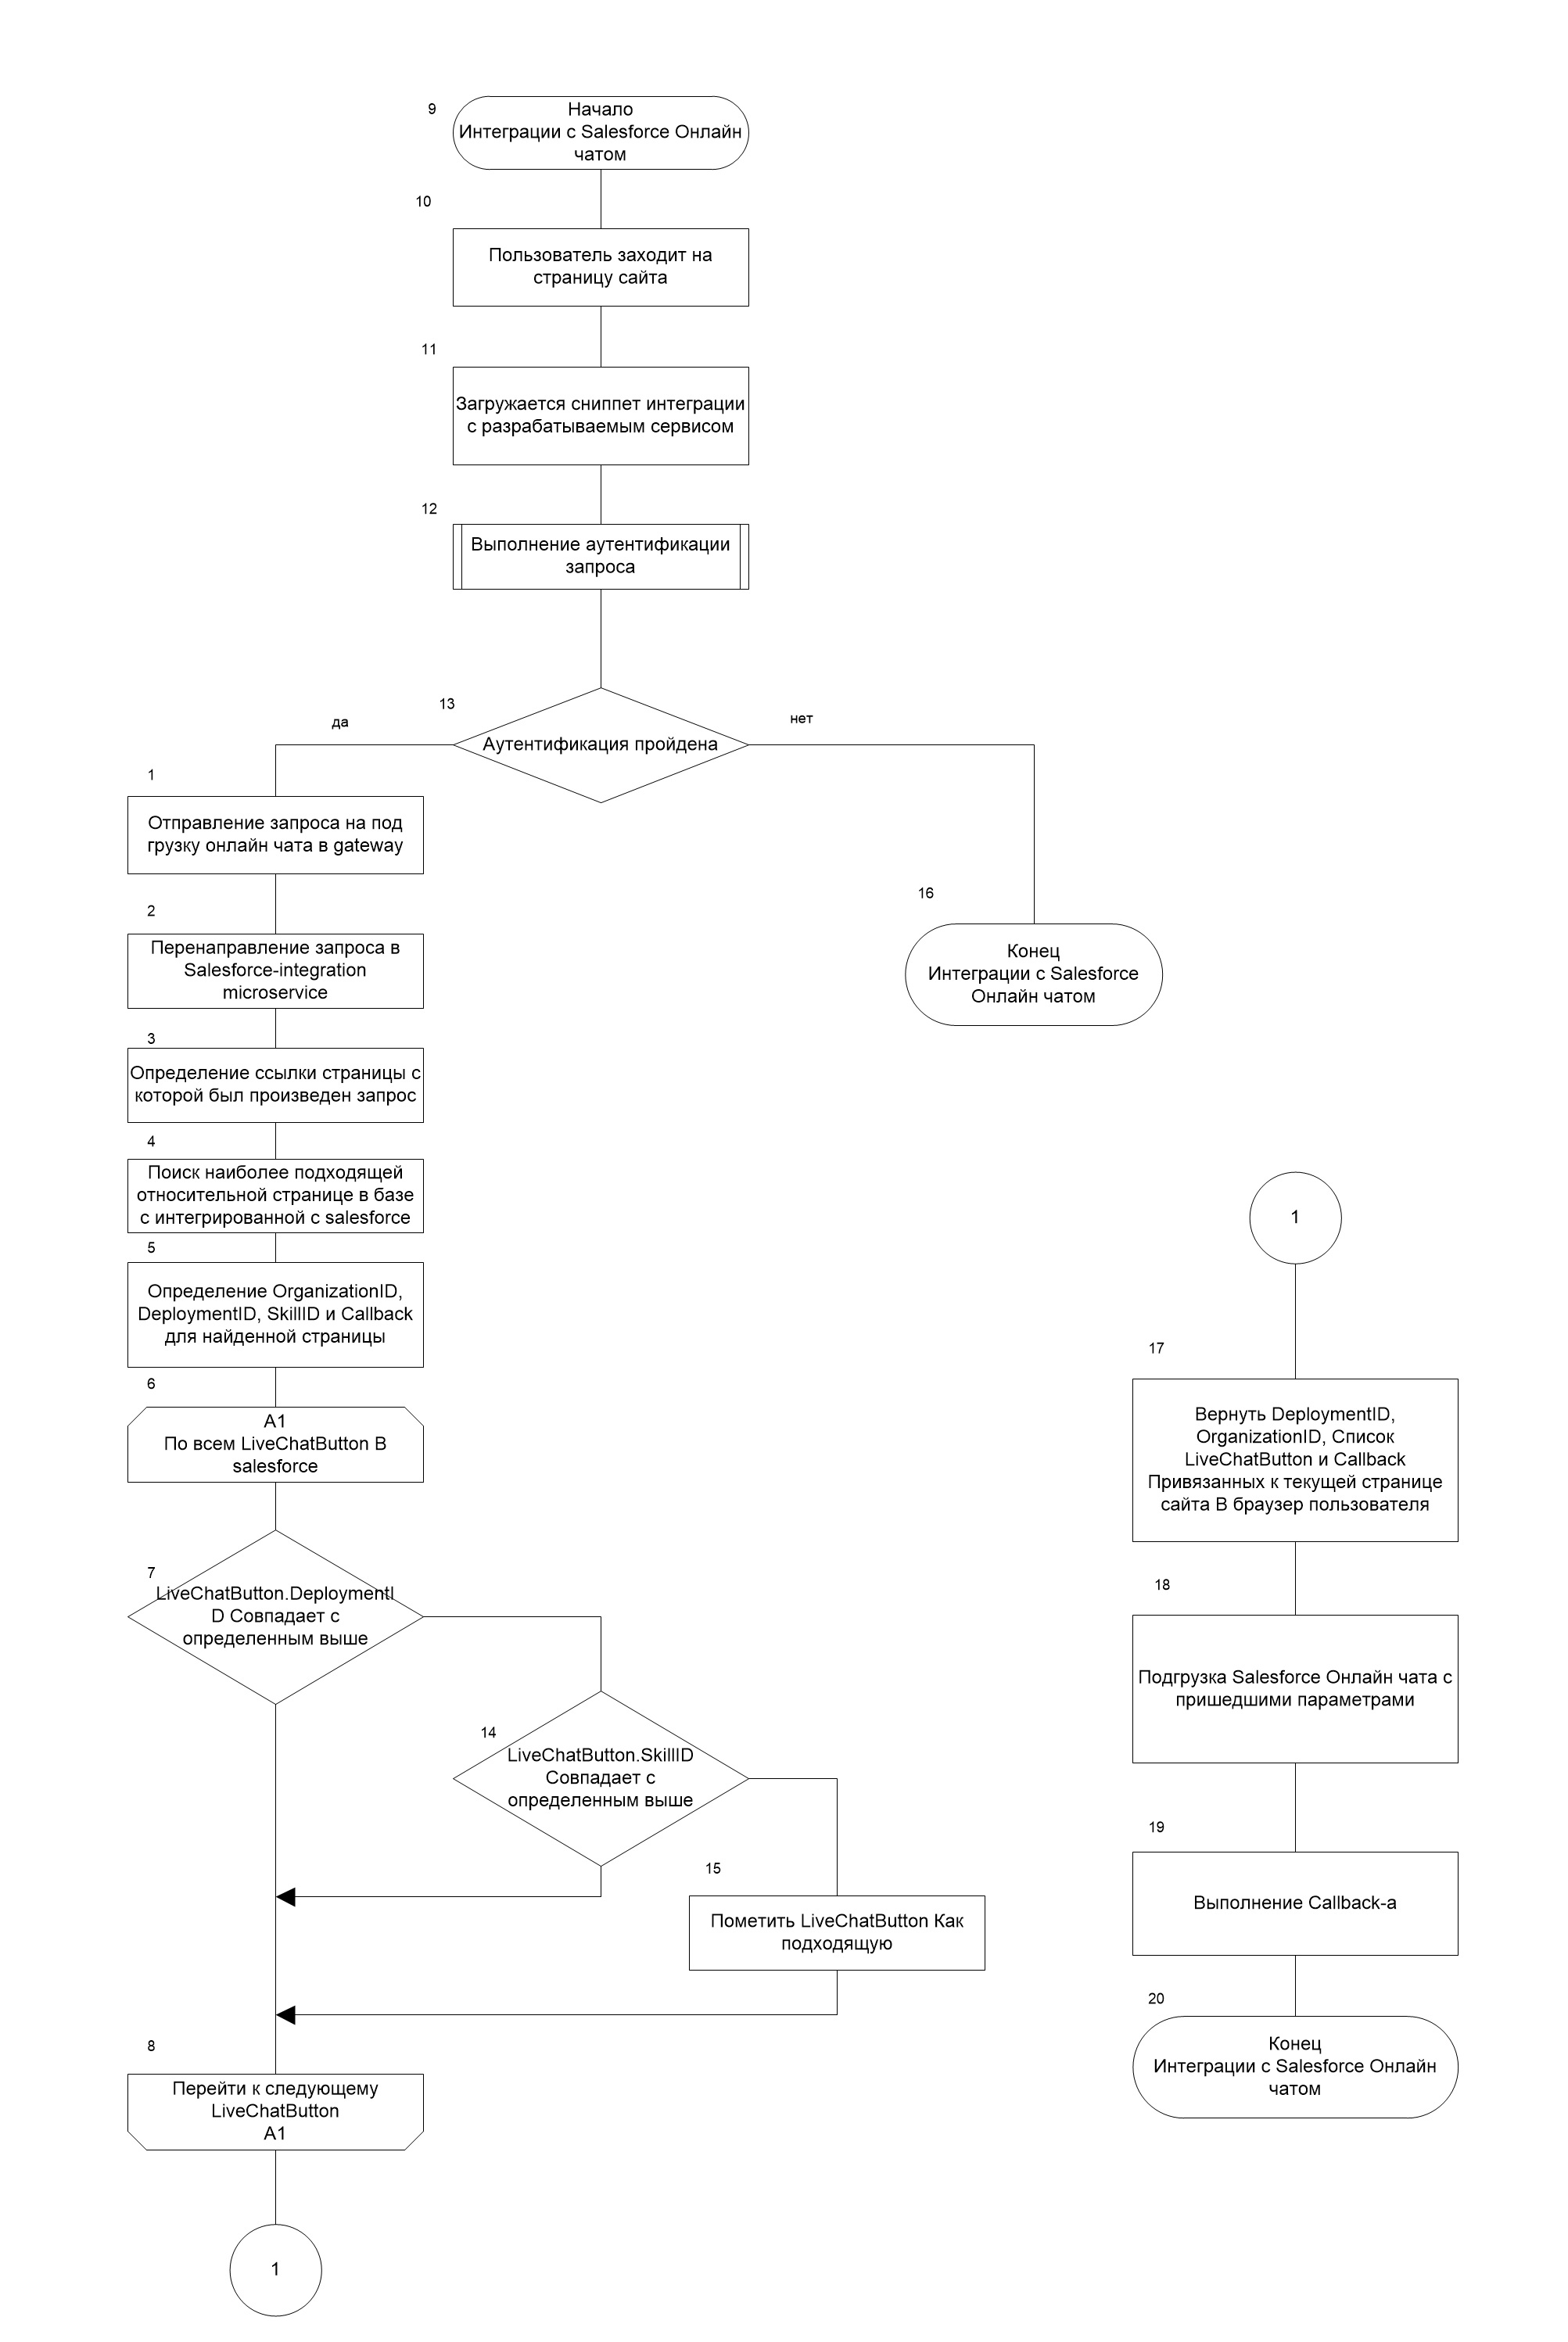 9
Начало
Интеграции с Salesforce Онлайн
чатом
10
Пользователь заходит на
страницу сайта
11
Загружается сниппет интеграции
с разрабатываемым сервисом
12
Выполнение аутентификации
запроса
13
Аутентификация пройдена
да
нет
1
Отправление запроса на под
грузку онлайн чата в gateway
2
Перенаправление запроса в
Salesforce-integration
microservice
3
Определение ссылки страницы с
которой был произведен запрос
4
Поиск наиболее подходящей
относительной странице в базе
с интегрированной с salesforce
5
Определение OrganizationID,
DeploymentID, SkillID и Callback
для найденной страницы
6
A1
По всем LiveChatButton В
salesforce
7
LiveChatButton.DeploymentI
D Совпадает с
определенным выше
14
LiveChatButton.SkillID
Совпадает с
определенным выше
15
Пометить LiveChatButton Как
подходящую
8
Перейти к следующему
LiveChatButton
A1
1
16
Конец
Интеграции с Salesforce
Онлайн чатом
1
17
Вернуть DeploymentID,
OrganizationID, Список
LiveChatButton и Callback
Привязанных к текущей странице
сайта В браузер пользователя
18
Подгрузка Salesforce Онлайн чата с
пришедшими параметрами
19
Выполнение Callback-а
20
Конец
Интеграции с Salesforce Онлайн
чатом